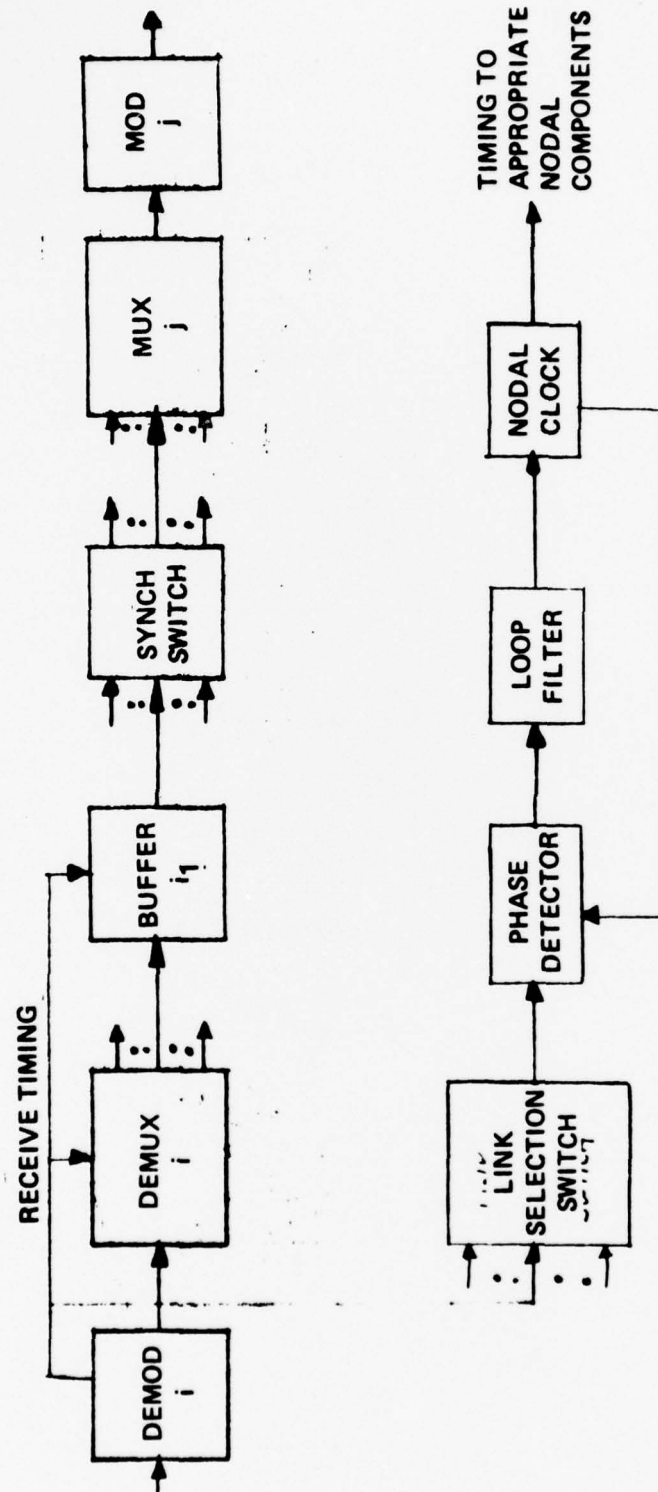 RECEIVE TIMING
DEMOD
i
DEMUX
i
BUFFER
i1
SYNCH
SWITCH
MUX
j
MOD
j
LINK
SELECTION
SWITCH
PHASE
DETECTOR
LOOP
FILTER
NODAL
CLOCK
TIMING TO
APPROPRIATE
NODAL
COMPONENTS